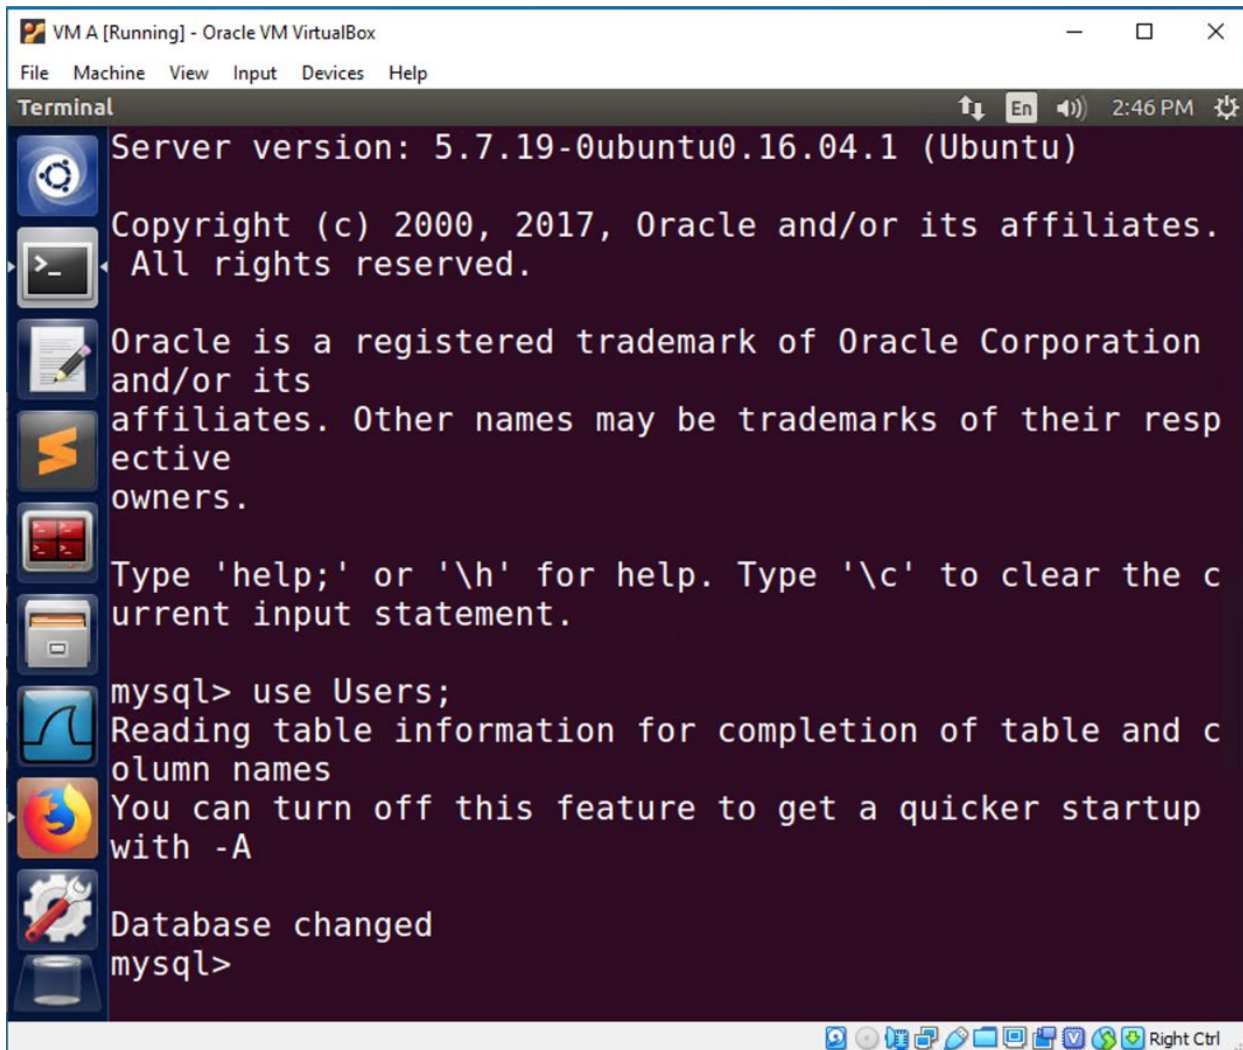 VM A [Running] - Oracle VM VirtualBox
File Machine View Input Devices Help
Terminal En 2:46 PM
Server version: 5.7.19-0ubuntu0.16.04.1 (Ubuntu)
Copyright (c) 2000, 2017, Oracle and/or its affiliates.
All rights reserved.
Oracle is a registered trademark of Oracle Corporation
and/or its
affiliates. Other names may be trademarks of their resp
ective
owners.
Type 'help;' or '\h' for help. Type '\c' to clear the c
urrent input statement.
mysql> use Users;
Reading table information for completion of table and c
olumn names
You can turn off this feature to get a quicker startup
with -A
Database changed
mysql>
Right Ctrl